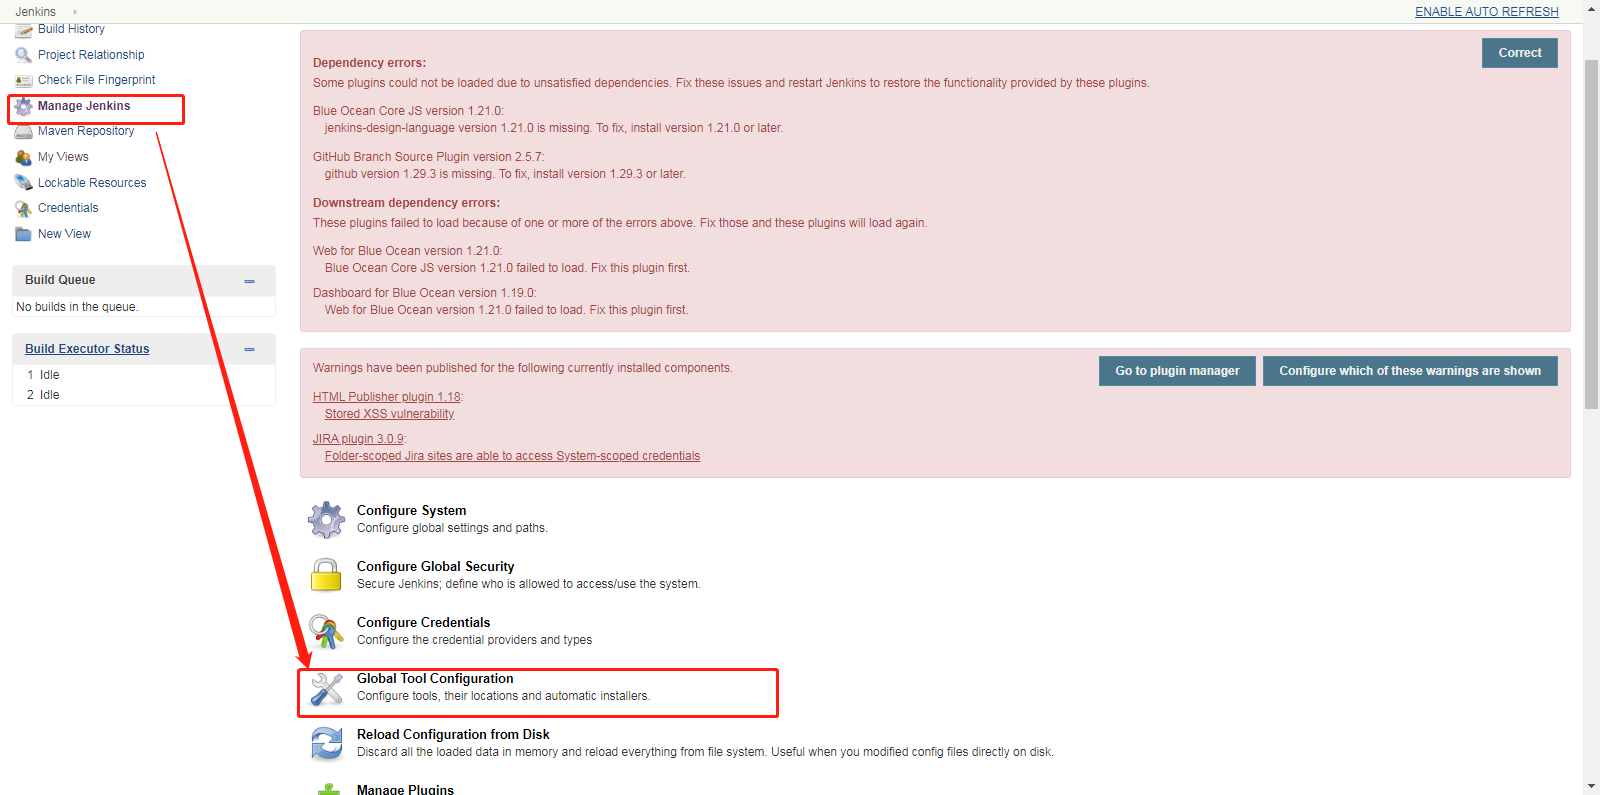 Jenkins
ENABLE AUTO REFRESH
Build History
Project Relationship
Check File Fingerprint
Manage Jenkins
Maven Repository
My Views
Lockable Resources
Credentials
New View
Build Queue
No builds in the queue.
Build Executor Status
1 Idle
2 Idle
Correct
Dependency errors:
Some plugins could not be loaded due to unsatisfied dependencies. Fix these issues and restart Jenkins to restore the functionality provided by these plugins.
Blue Ocean Core JS version 1.21.0:
jenkins-design-language version 1.21.0 is missing. To fix, install version 1.21.0 or later.
GitHub Branch Source Plugin version 2.5.7:
github version 1.29.3 is missing. To fix, install version 1.29.3 or later.
Downstream dependency errors:
These plugins failed to load because of one or more of the errors above. Fix those and these plugins will load again.
Web for Blue Ocean version 1.21.0:
Blue Ocean Core JS version 1.21.0 failed to load. Fix this plugin first.
Dashboard for Blue Ocean version 1.19.0:
Web for Blue Ocean version 1.21.0 failed to load. Fix this plugin first.
Warnings have been published for the following currently installed components.
Go to plugin manager
Configure which of these warnings are shown
HTML Publisher plugin 1.18:
Stored XSS vulnerability
JIRA plugin 3.0.9:
Folder-scoped Jira sites are able to access System-scoped credentials
Configure System
Configure global settings and paths.
Configure Global Security
Secure Jenkins; define who is allowed to access/use the system.
Configure Credentials
Configure the credential providers and types
Global Tool Configuration
Configure tools, their locations and automatic installers.
Reload Configuration from Disk
Discard all the loaded data in memory and reload everything from file system. Useful when you modified config files directly on disk.
Manage Plugins